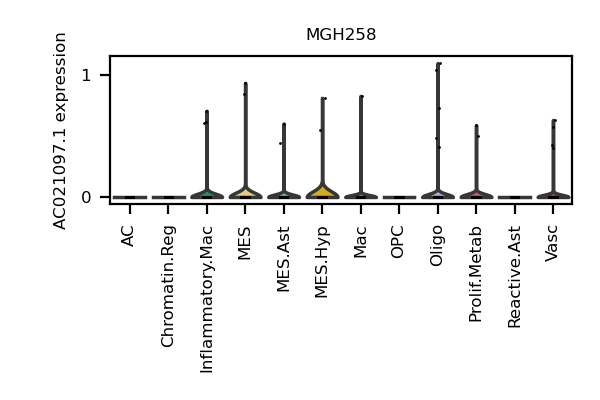 MGH258
AC021097.1 expression
1
0
AC
Chromatin.Reg
Inflammatory.Mac
MES
MES.Ast
MES.Hyp
Mac
OPC
Oligo
Prolif.Metab
Reactive.Ast
Vasc